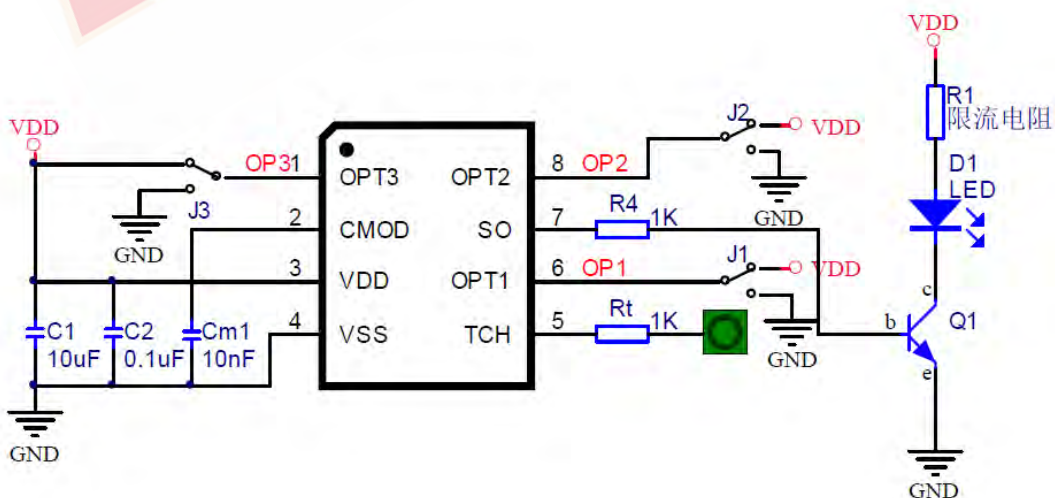 VDD
R1
限流电阻
D1
LED
c
b
Q1
e
GND
VDD
OP3
1
J3
GND
2
3
4
C1
10uF
C2
0.1uF
Cm1
10nF
GND
OPT3
CMOD
VDD
VSS
OPT2
SO
OPT1
TCH
8
OP2
J2
VDD
GND
7
R4
1K
6
OP1
J1
VDD
GND
5
Rt
1K